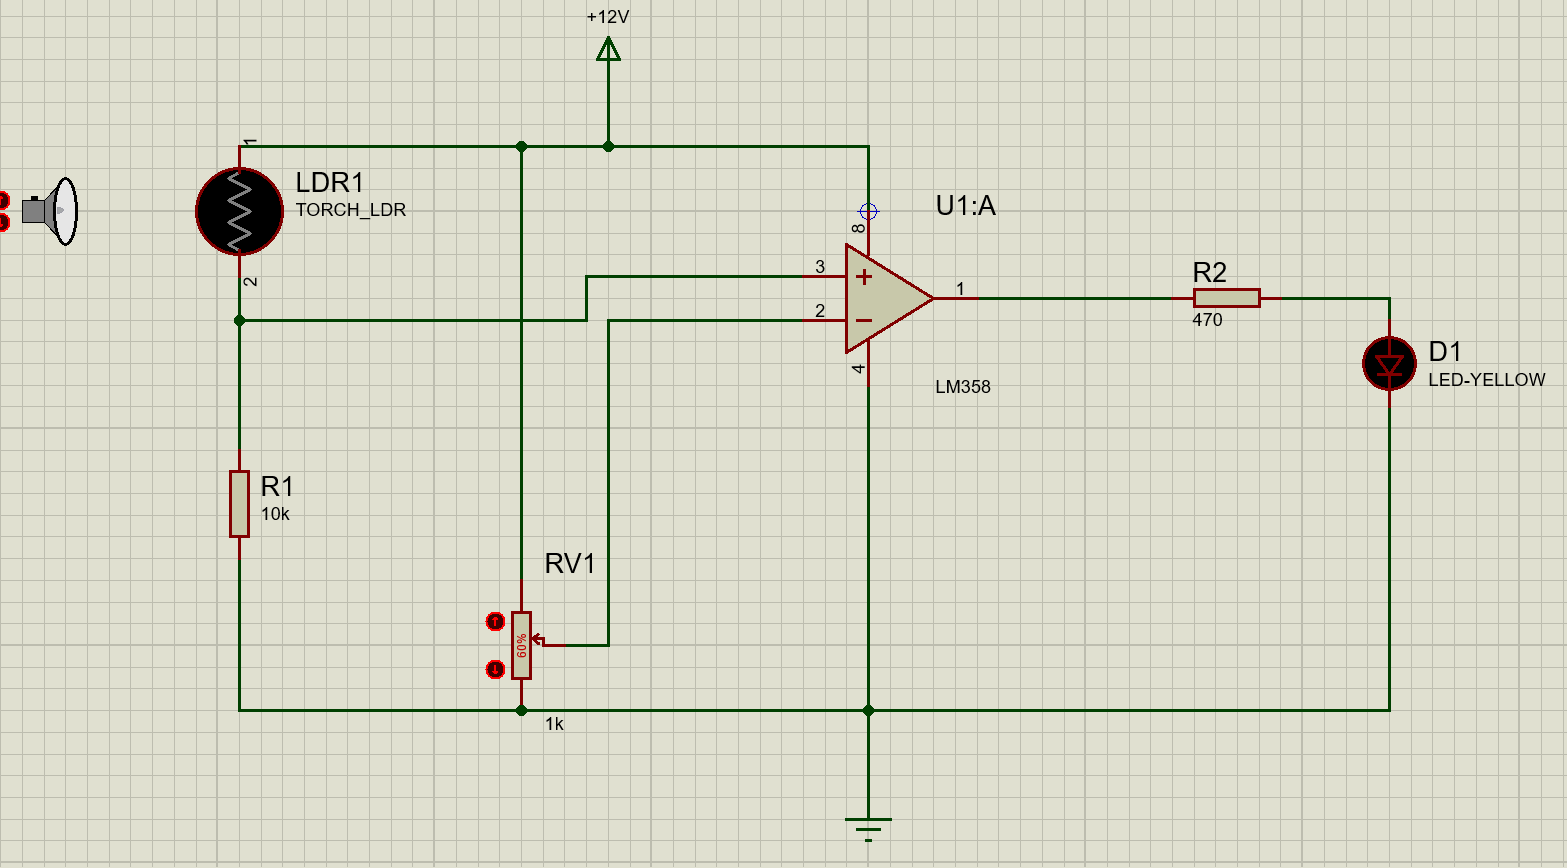 +12V
1
LDR1
TORCH_LDR
2
U1:A
8
3
2
1
4
LM358
R2
470
D1
LED-YELLOW
R1
10k
RV1
60%
1k